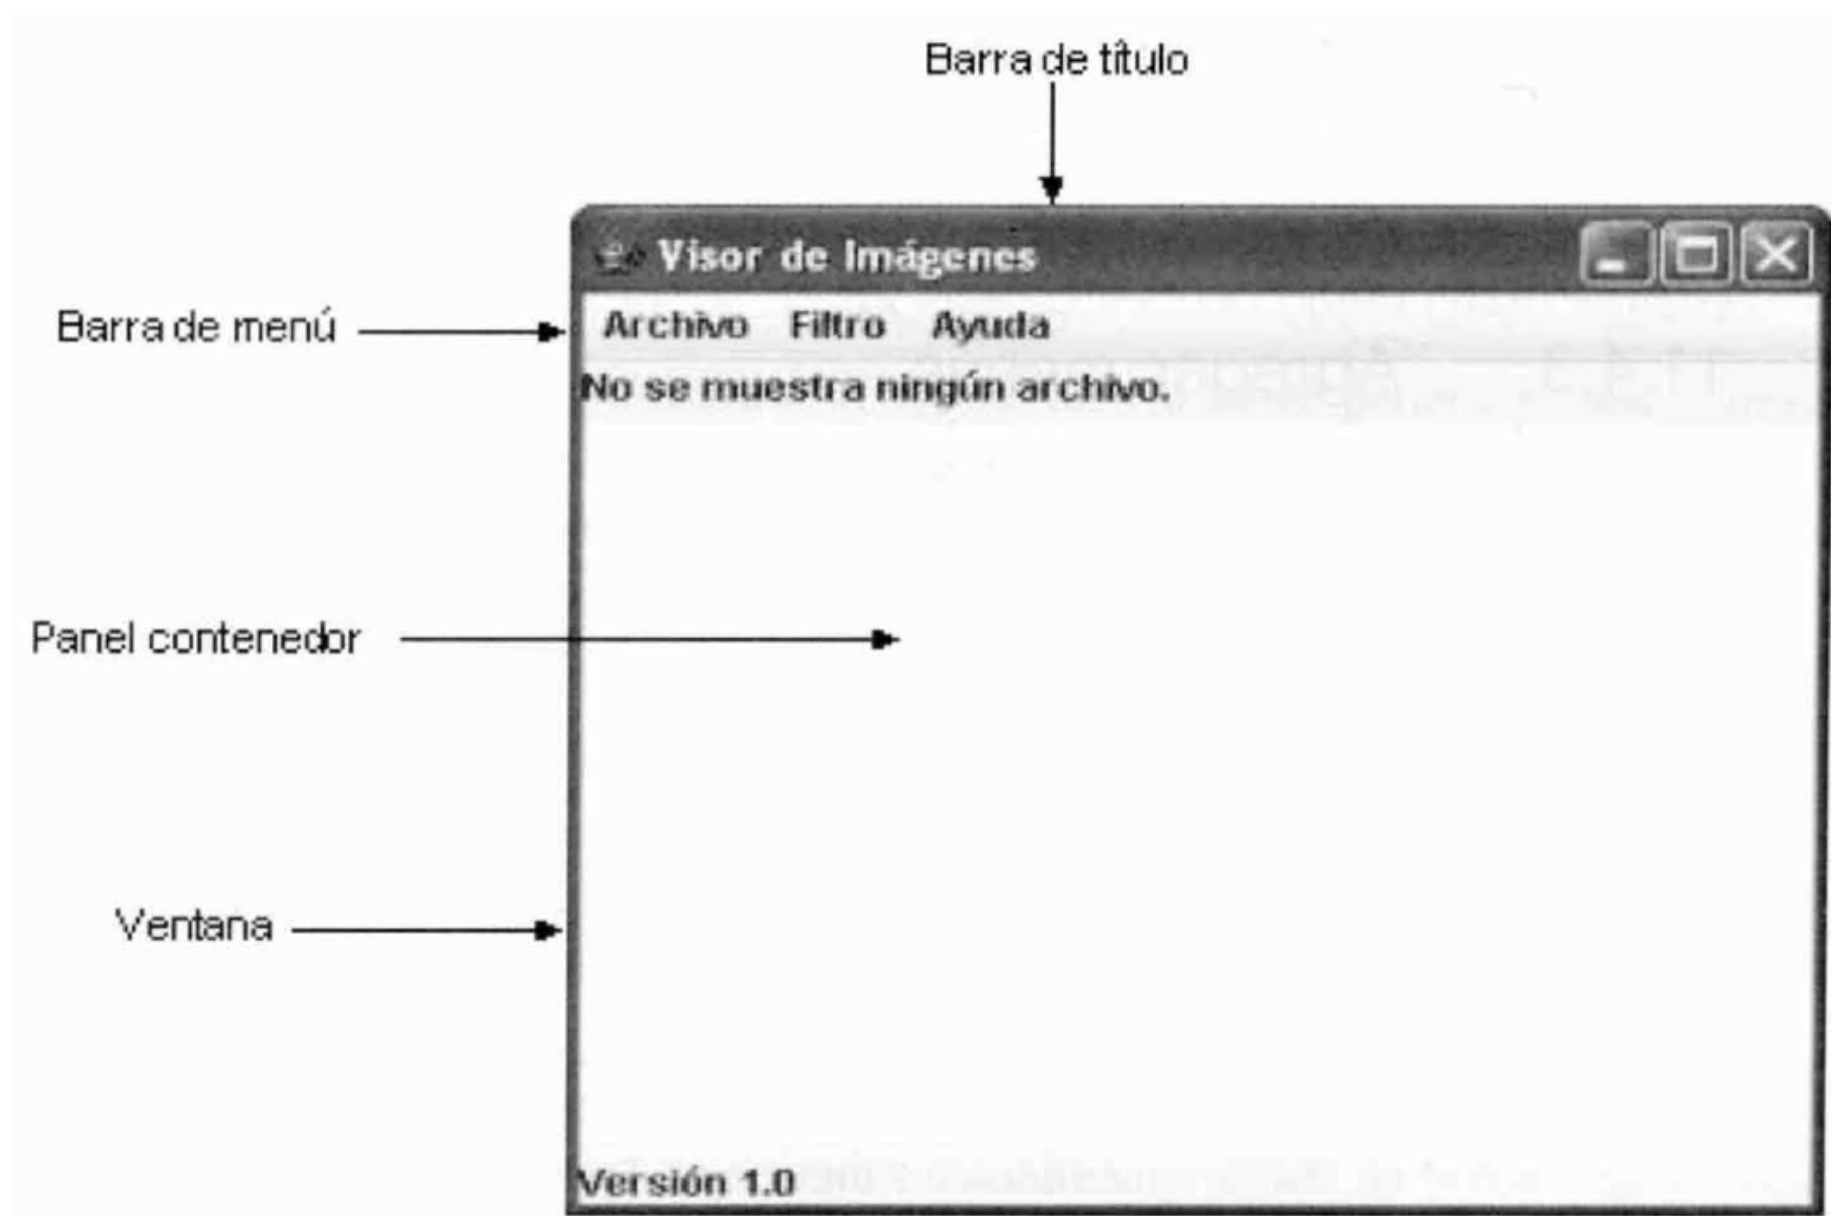 Barra de título
Visor de Imágenes
Barra de menú
Archivo Filtro Ayuda
No se muestra ningún archivo.
Panel contenedor
Ventana
Versión 1.0